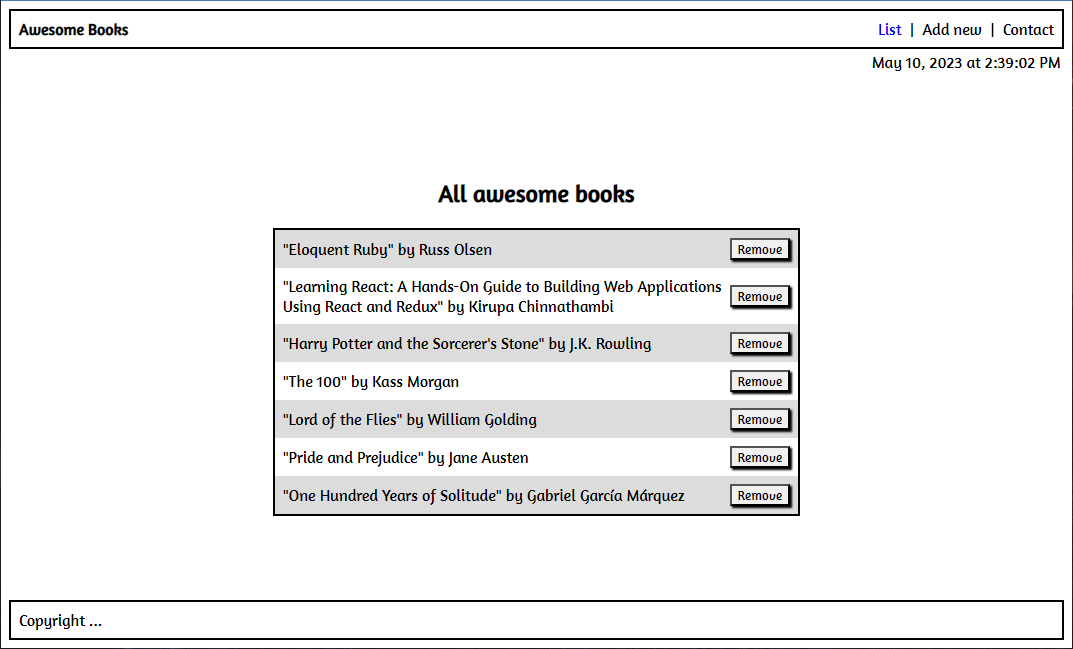 Awesome Books
List | Add new | Contact
May 10, 2023 at 2:39:02 PM
All awesome books
"Eloquent Ruby" by Russ Olsen
Remove
"Learning React: A Hands-On Guide to Building Web Applications
Using React and Redux" by Kirupa Chinnathambi
Remove
"Harry Potter and the Sorcerer's Stone" by J.K. Rowling
Remove
"The 100" by Kass Morgan
Remove
"Lord of the Flies" by William Golding
Remove
"Pride and Prejudice" by Jane Austen
Remove
"One Hundred Years of Solitude" by Gabriel García Márquez
Remove
Copyright ...